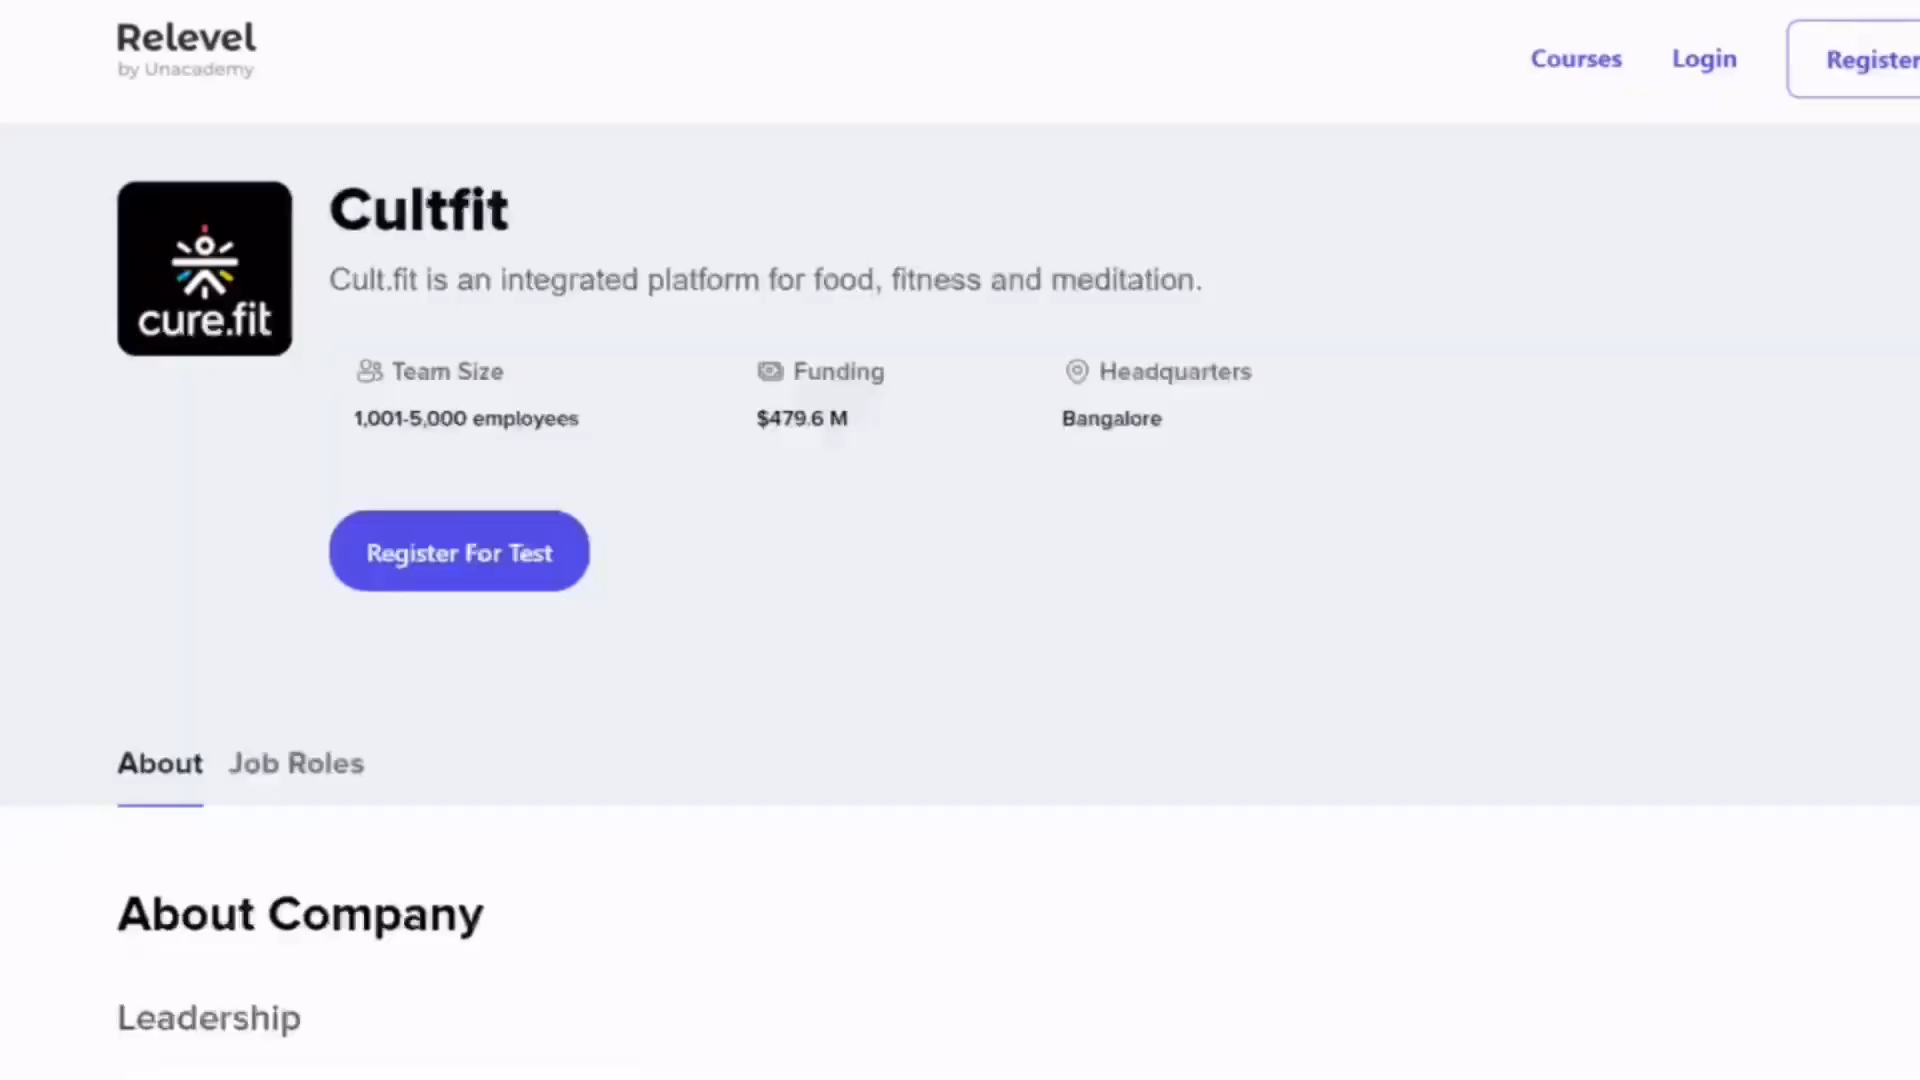 Relevel
by Unacademy
Courses Login Register
cure.fit
Cultfit
Cult.fit is an integrated platform for food, fitness and meditation.
Team Size Funding Headquarters
1,001-5,000 employees $479.6 M Bangalore
Register For Test
About Job Roles
About Company
Leadership